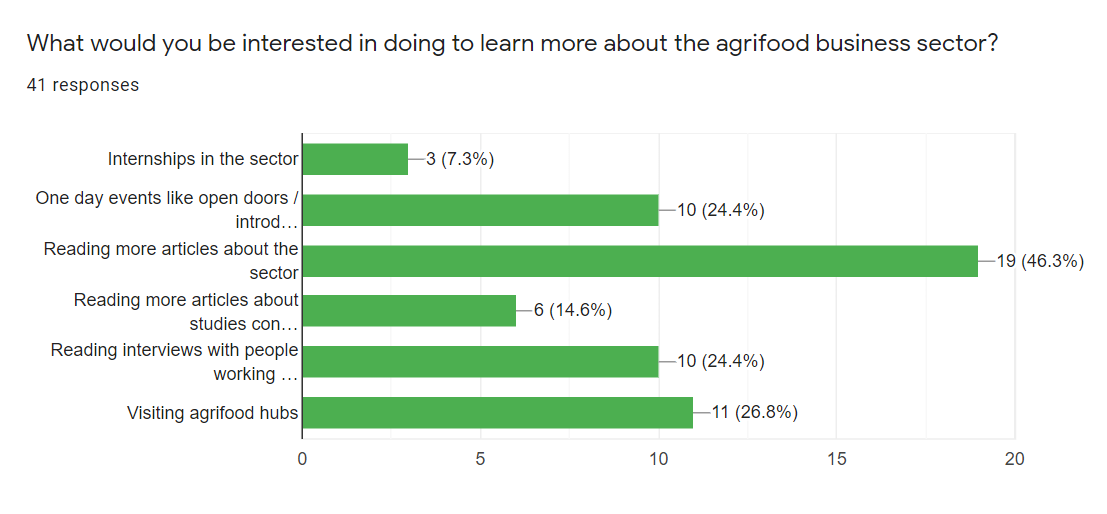 What would you be interested in doing to learn more about the agrifood business sector?
41 responses
Internships in the sector
3 (7.3%)
One day events like open doors /
introd…
10 (24.4%)
Reading more articles about the
sector
19 (46.3%)
Reading more articles about
studies con…
6 (14.6%)
Reading interviews with people
working …
10 (24.4%)
Visiting agrifood hubs
11 (26.8%)
0 5 10 15 20